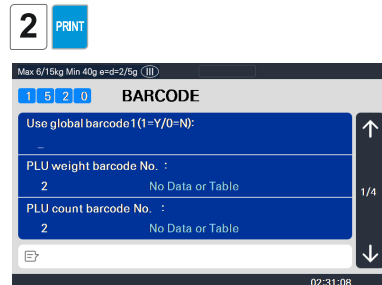 2 PRINT
Max 6/15kg Min 40g e=d=2/5g III
1 5 2 0 BARCODE
Use global barcode1(1=Y/0=N):
_
PLU weight barcode No. :
2 No Data or Table
1/4
PLU count barcode No. :
2 No Data or Table
02:31:08